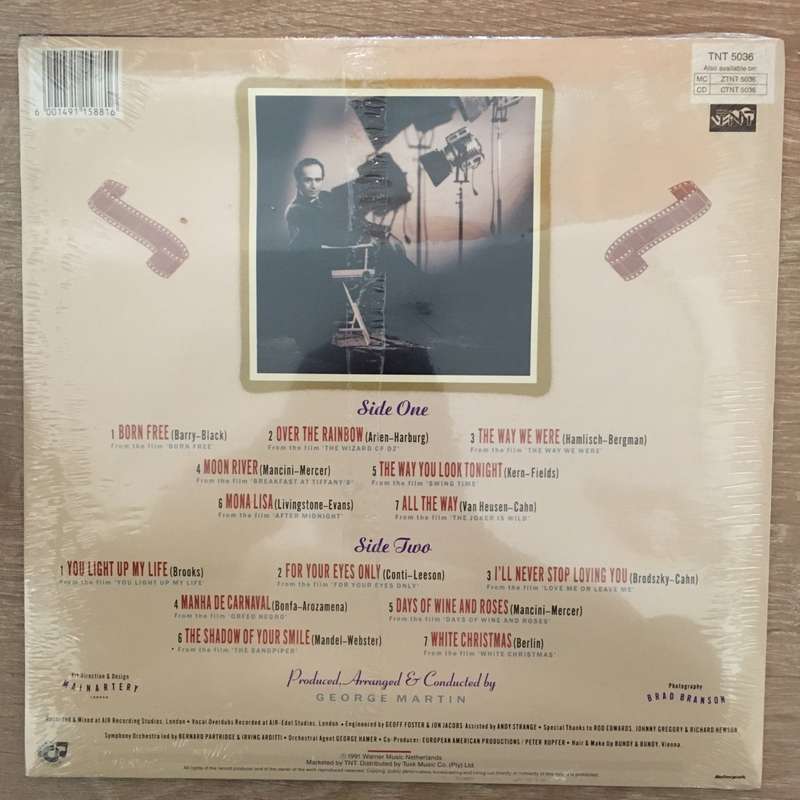 TNT 5036
Also available on:
MC ZTNT 5036
CD CTNT 5036
6 001491 158816
Side One
1 BORN FREE (Barry-Black)
From the film 'BORN FREE'
2 OVER THE RAINBOW (Arlen-Harburg)
From the film 'THE WIZARD OF OZ'
3 THE WAY WE WERE (Hamlisch-Bergman)
From the film 'THE WAY WE WERE'
4 MOON RIVER (Mancini-Mercer)
From the film 'BREAKFAST AT TIFFANY'S'
5 THE WAY YOU LOOK TONIGHT (Kern-Fields)
From the film 'SWING TIME'
6 MONA LISA (Livingstone-Evans)
From the film 'AFTER MIDNIGHT'
7 ALL THE WAY (Van Heusen-Cahn)
From the film 'THE JOKER IS WILD'
Side Two
1 YOU LIGHT UP MY LIFE (Brooks)
From the film 'YOU LIGHT UP MY LIFE'
2 FOR YOUR EYES ONLY (Conti-Leeson)
From the film 'FOR YOUR EYES ONLY'
3 I'LL NEVER STOP LOVING YOU (Brodszky-Cahn)
From the film 'LOVE ME OR LEAVE ME'
4 MANHA DE CARNAVAL (Bonfa-Arozamena)
From the film 'ORFEO NEGRO'
5 DAYS OF WINE AND ROSES (Mancini-Mercer)
From the film 'DAYS OF WINE AND ROSES'
6 THE SHADOW OF YOUR SMILE (Mandel-Webster)
From the film 'THE SANDPIPER'
7 WHITE CHRISTMAS (Berlin)
From the film 'WHITE CHRISTMAS'
Art Direction & Design
MAINARTERY
LONDON
Produced, Arranged & Conducted by
GEORGE MARTIN
Photography
BRAD BRANSON
Recorded & Mixed at AIR Recording Studios, London • Vocal Overdubs Recorded at AIR-Edel Studios, London • Engineered by GEOFF FOSTER & JON JACOBS Assisted by ANDY STRANGE • Special Thanks to ROD EDWARDS, JOHNNY GREGORY & RICHARD HEWSON
Symphony Orchestra led by BERNARD PARTRIDGE & IRVING ARDITTI • Orchestral Agent GEORGE HAMER • Co-Producers: EUROPEAN AMERICAN PRODUCTIONS / PETER KUPFER • Hair & Make Up BUNDY & BUNDY, Vienna.
℗ 1991 Warner Music Netherlands
Marketed by TNT. Distributed by Tusk Music Co. (Pty) Ltd